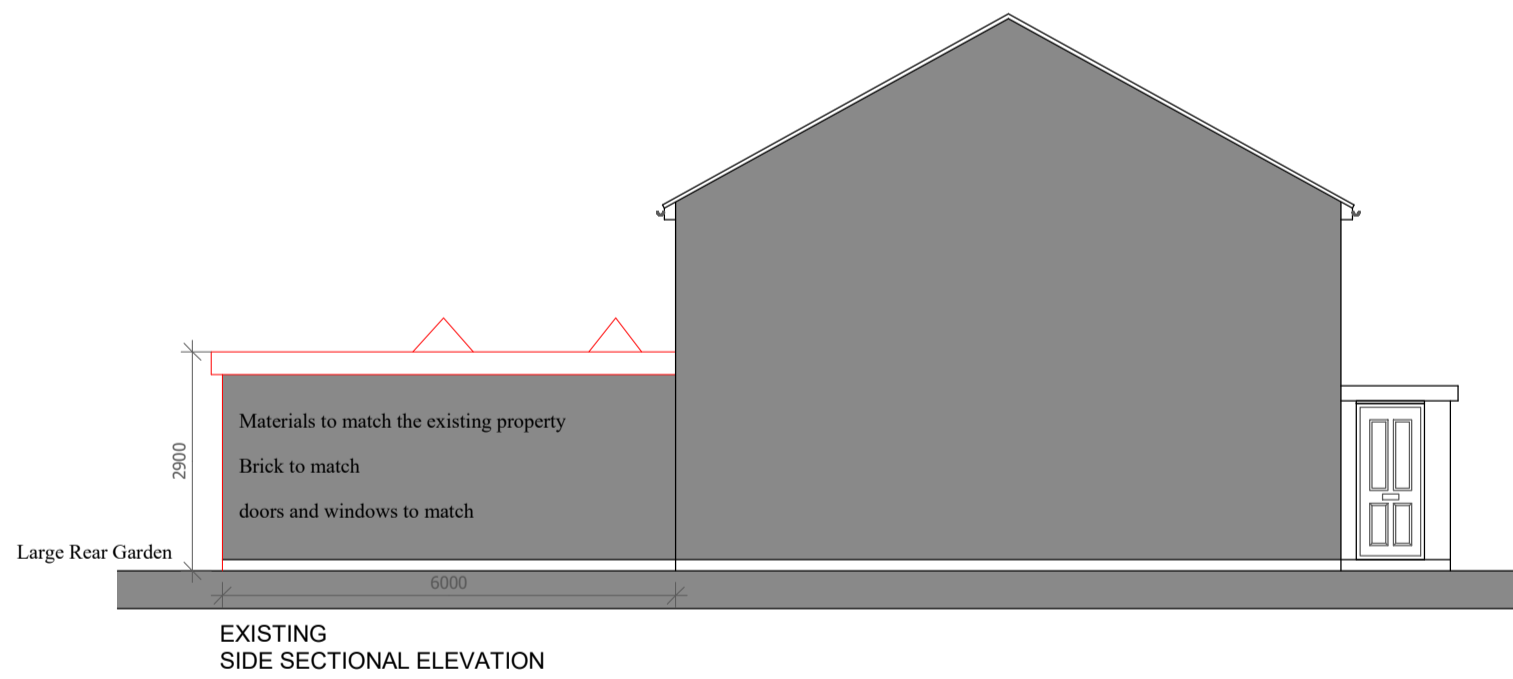 Materials to match the existing property
Brick to match
doors and windows to match
2900
Large Rear Garden
6000
EXISTING
SIDE SECTIONAL ELEVATION